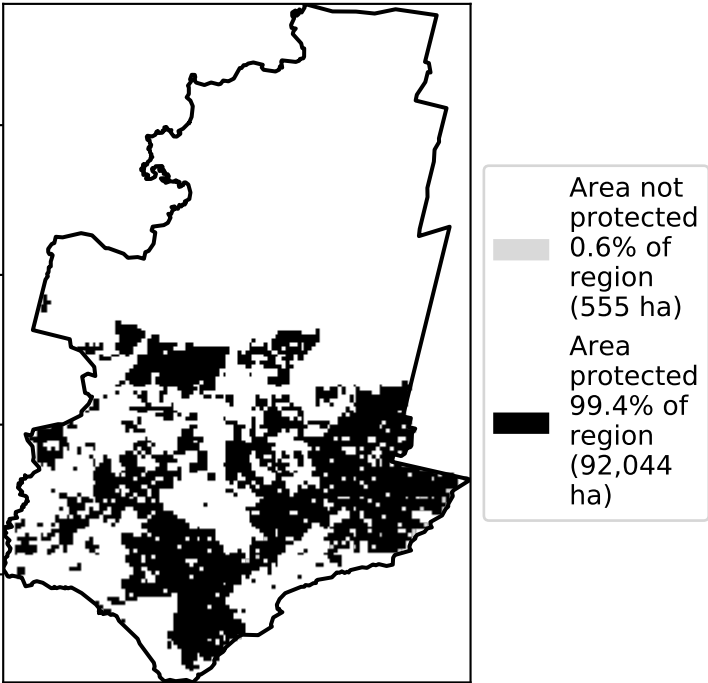 Area not
protected
0.6% of
region
(555 ha)
Area
protected
99.4% of
region
(92,044
ha)